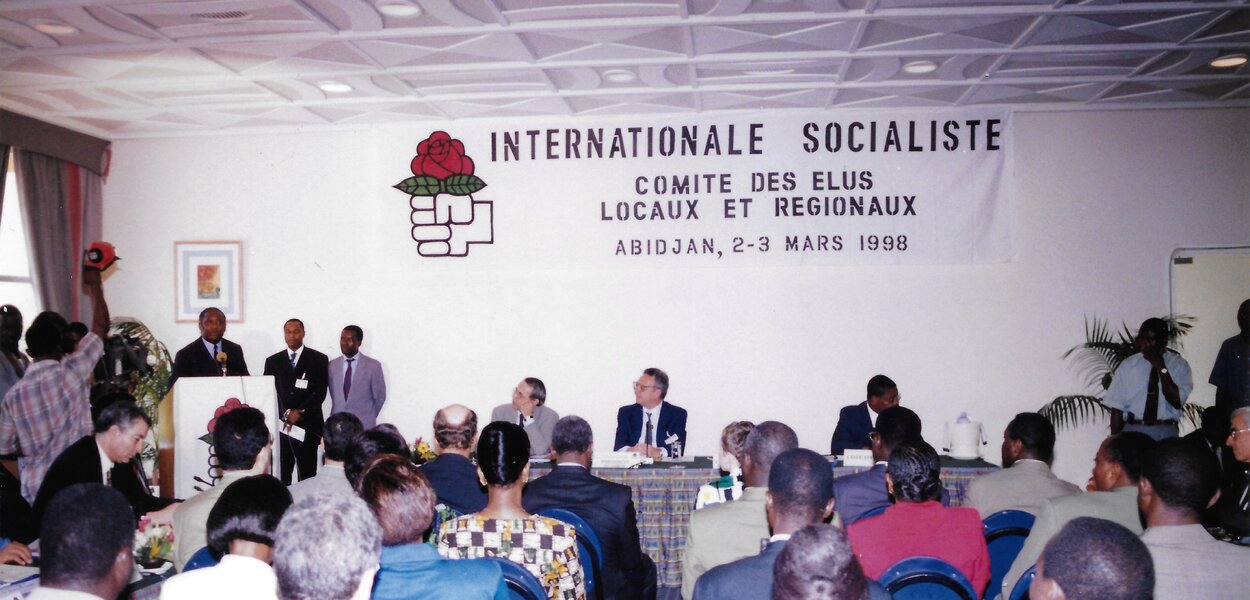 INTERNATIONALE SOCIALISTE
COMITE DES ELUS
LOCAUX ET REGIONAUX
ABIDJAN, 2-3 MARS 1998